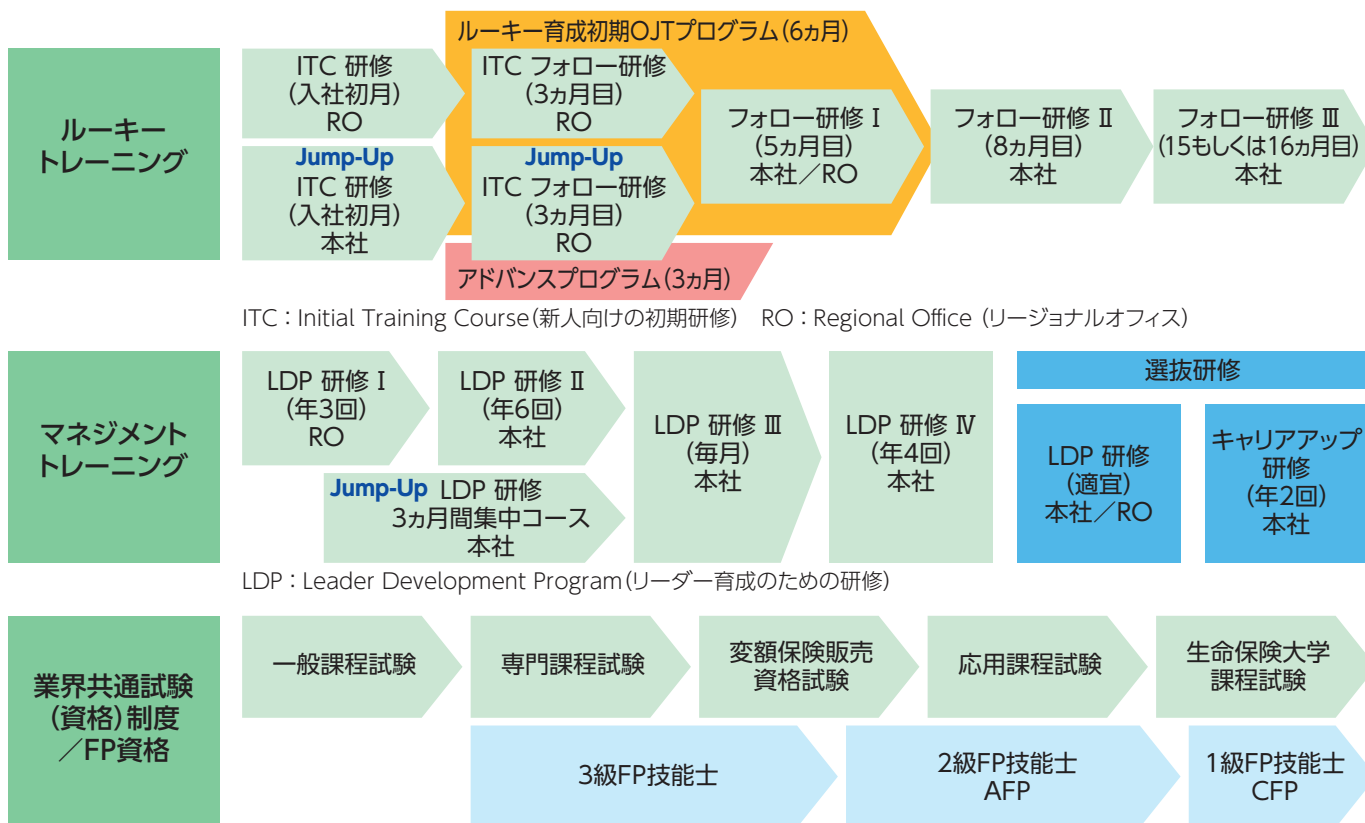 ルーキー
トレーニング
ルーキー育成初期OJTプログラム(6ヵ月)
ITC 研修
(入社初月)
RO
ITC フォロー研修
(3ヵ月目)
RO
Jump-Up
ITC 研修
(入社初月)
本社
Jump-Up
ITC フォロー研修
(3ヵ月目)
RO
フォロー研修 Ⅰ
(5ヵ月目)
本社／RO
フォロー研修 Ⅱ
(8ヵ月目)
本社
フォロー研修 Ⅲ
(15もしくは16ヵ月目)
本社
アドバンスプログラム(3ヵ月)
ITC：Initial Training Course(新人向けの初期研修)　RO：Regional Office (リージョナルオフィス)
マネジメント
トレーニング
LDP 研修 Ⅰ
(年3回)
RO
LDP 研修 Ⅱ
(年6回)
本社
Jump-Up LDP 研修
3ヵ月間集中コース
本社
LDP 研修 Ⅲ
(毎月)
本社
LDP 研修 Ⅳ
(年4回)
本社
選抜研修
LDP 研修
(適宜)
本社／RO
キャリアアップ
研修
(年2回)
本社
LDP：Leader Development Program(リーダー育成のための研修)
業界共通試験
(資格)制度
／FP資格
一般課程試験
専門課程試験
変額保険販売
資格試験
応用課程試験
生命保険大学
課程試験
3級FP技能士
2級FP技能士
AFP
1級FP技能士
CFP